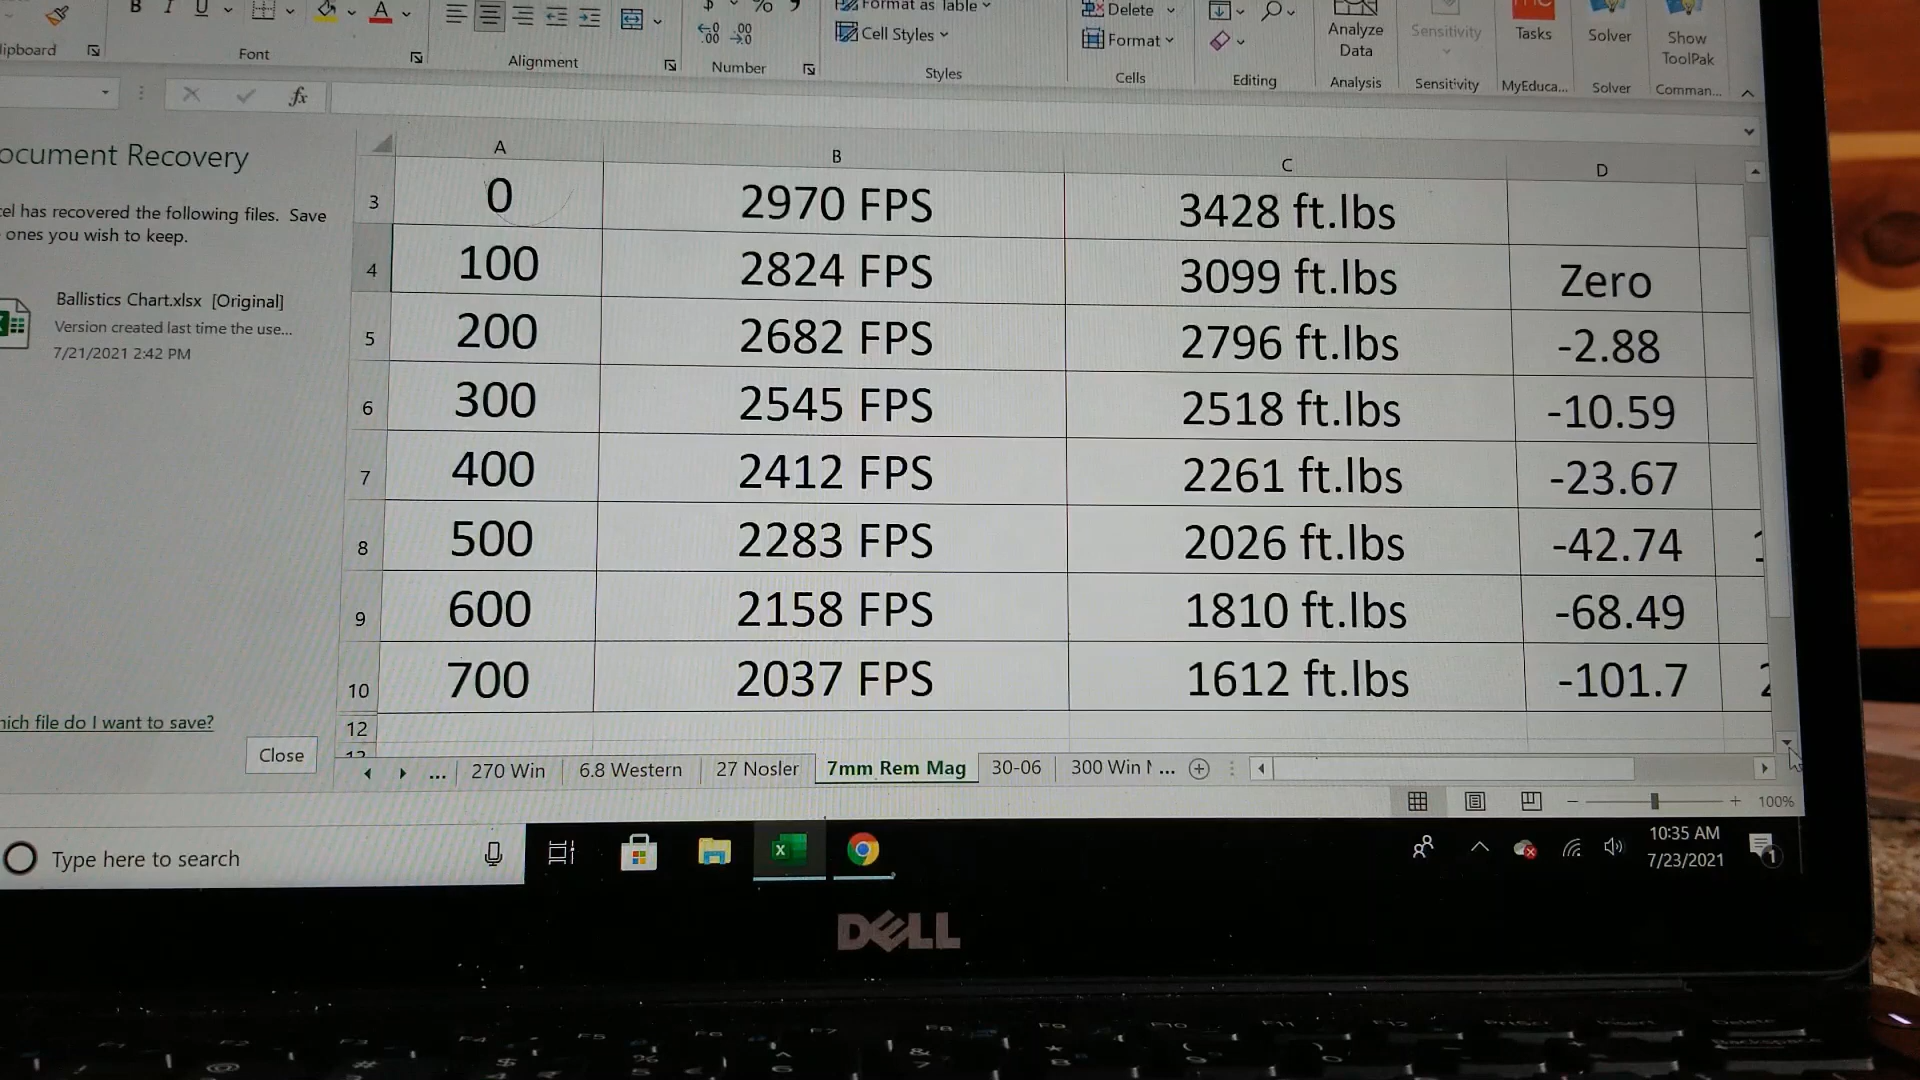 B I U A
$ % 9
Format as Table
Cell Styles
Delete
Format
Analyze
Data
Sensitivity
Tasks
Solver
Show
ToolPak
Font
Alignment
Number
Styles
Cells
Editing
Analysis
Sensitivity
MyEduca...
Solver
Comman...
fx
A B C D
3 0 2970 FPS 3428 ft.lbs
4 100 2824 FPS 3099 ft.lbs Zero
5 200 2682 FPS 2796 ft.lbs -2.88
6 300 2545 FPS 2518 ft.lbs -10.59
7 400 2412 FPS 2261 ft.lbs -23.67
8 500 2283 FPS 2026 ft.lbs -42.74
9 600 2158 FPS 1810 ft.lbs -68.49
10 700 2037 FPS 1612 ft.lbs -101.7
12
ocument Recovery
cel has recovered the following files. Save
ones you wish to keep.
Ballistics Chart.xlsx [Original]
Version created last time the use...
7/21/2021 2:42 PM
hich file do I want to save?
Close
... 270 Win 6.8 Western 27 Nosler 7mm Rem Mag 30-06 300 Win ...
100%
Type here to search
10:35 AM
7/23/2021
1
DELL